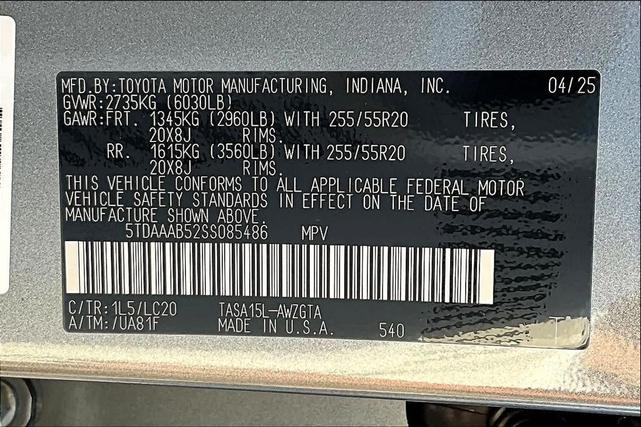 MFD.BY:TOYOTA MOTOR MANUFACTURING, INDIANA, INC. 04/25
GVWR:2735KG (6030LB)
GAWR:FRT. 1345KG (2960LB) WITH 255/55R20 TIRES,
20X8J RIMS.
RR. 1615KG (3560LB) WITH 255/55R20 TIRES,
20X8J RIMS.
THIS VEHICLE CONFORMS TO ALL APPLICABLE FEDERAL MOTOR
VEHICLE SAFETY STANDARDS IN EFFECT ON THE DATE OF
MANUFACTURE SHOWN ABOVE.
5TDAAAB52SS085486 MPV
C/TR:1L5/LC20 TASA15L-AWZGTA
A/TM:/UA81F MADE IN U.S.A. 540